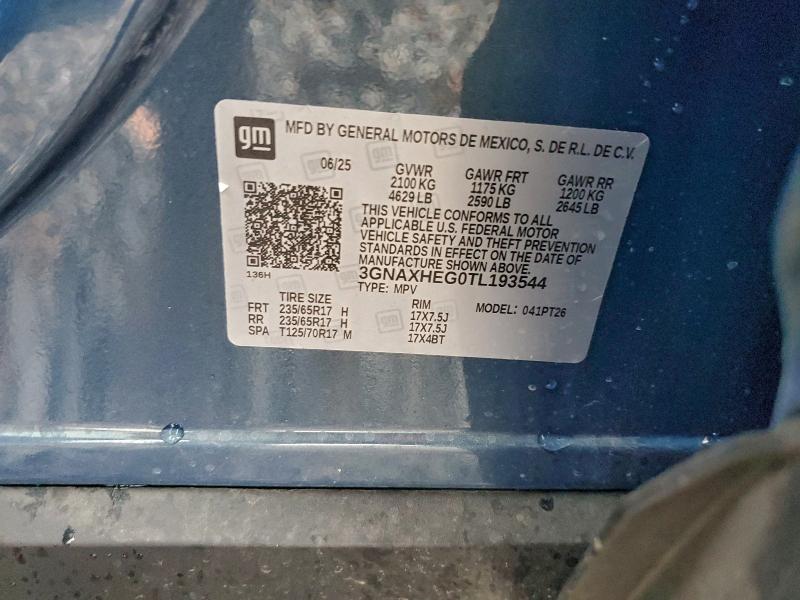 gm
MFD BY GENERAL MOTORS DE MEXICO, S. DE R.L. DE C.V.
06/25 GVWR GAWR FRT GAWR RR
2100 KG 1175 KG 1200 KG
4629 LB 2590 LB 2645 LB
THIS VEHICLE CONFORMS TO ALL
APPLICABLE U.S. FEDERAL MOTOR
VEHICLE SAFETY AND THEFT PREVENTION
STANDARDS IN EFFECT ON THE DATE OF
MANUFACTURE SHOWN ABOVE.
136H
3GNAXHEG0TL193544
TYPE: MPV
TIRE SIZE RIM MODEL: 041PT26
FRT 235/65R17 H 17X7.5J
RR 235/65R17 H 17X7.5J
SPA T125/70R17 M 17X4BT